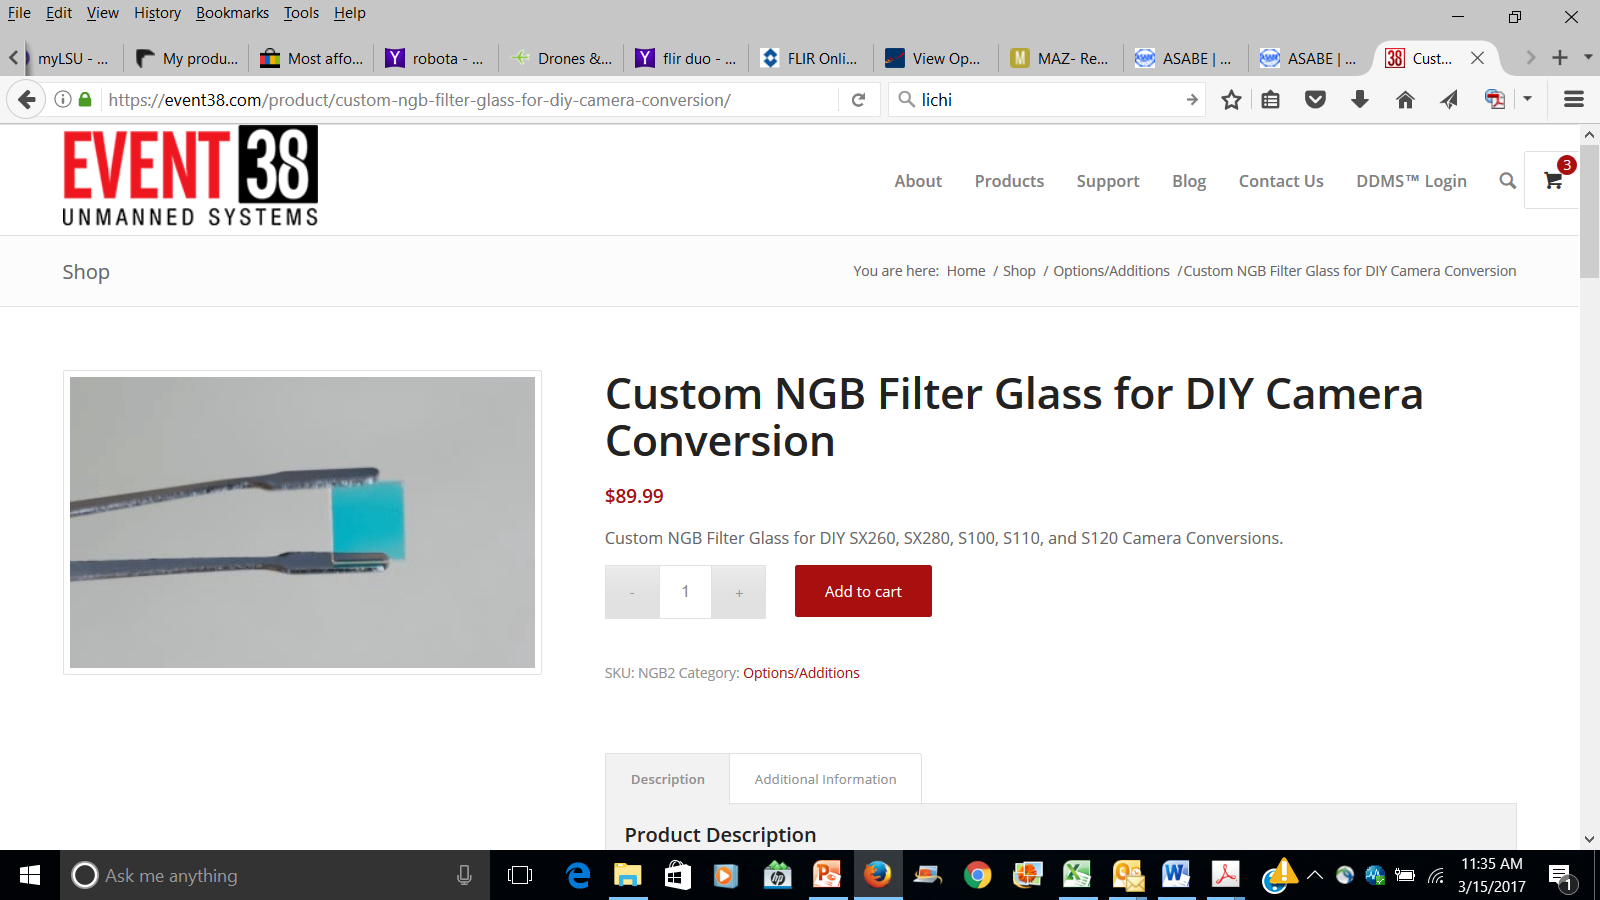 File Edit View History Bookmarks Tools Help
myLSU - ... My produ... Most affo... robota - ... Drones &... flir duo - ... FLIR Onli... View Op... MAZ- Re... ASABE | ... ASABE | ... 38 Cust...
https://event38.com/product/custom-ngb-filter-glass-for-diy-camera-conversion/ lichi
EVENT 38
UNMANNED SYSTEMS
About Products Support Blog Contact Us DDMS™ Login 3
Shop You are here: Home / Shop / Options/Additions /Custom NGB Filter Glass for DIY Camera Conversion
Custom NGB Filter Glass for DIY Camera
Conversion
$89.99
Custom NGB Filter Glass for DIY SX260, SX280, S100, S110, and S120 Camera Conversions.
- 1 + Add to cart
SKU: NGB2 Category: Options/Additions
Description Additional Information
Product Description
Ask me anything
11:35 AM
3/15/2017
1